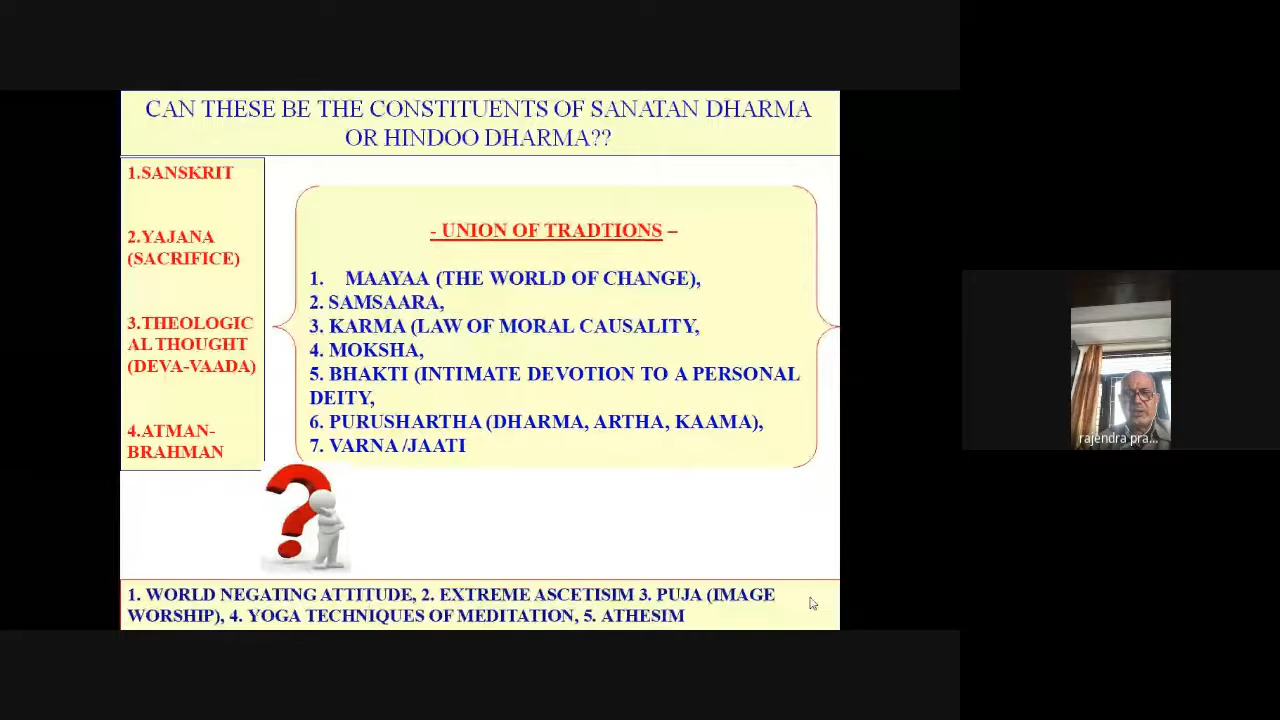 CAN THESE BE THE CONSTITUENTS OF SANATAN DHARMA
OR HINDOO DHARMA??
1.SANSKRIT
2.YAJANA
(SACRIFICE)
3.THEOLOGIC
AL THOUGHT
(DEVA-VAADA)
4.ATMAN-
BRAHMAN
- UNION OF TRADTIONS –
1. MAAYAA (THE WORLD OF CHANGE),
2. SAMSAARA,
3. KARMA (LAW OF MORAL CAUSALITY,
4. MOKSHA,
5. BHAKTI (INTIMATE DEVOTION TO A PERSONAL
DEITY,
6. PURUSHARTHA (DHARMA, ARTHA, KAAMA),
7. VARNA /JAATI
1. WORLD NEGATING ATTITUDE, 2. EXTREME ASCETISIM 3. PUJA (IMAGE
WORSHIP), 4. YOGA TECHNIQUES OF MEDITATION, 5. ATHESIM
rajendra pra...